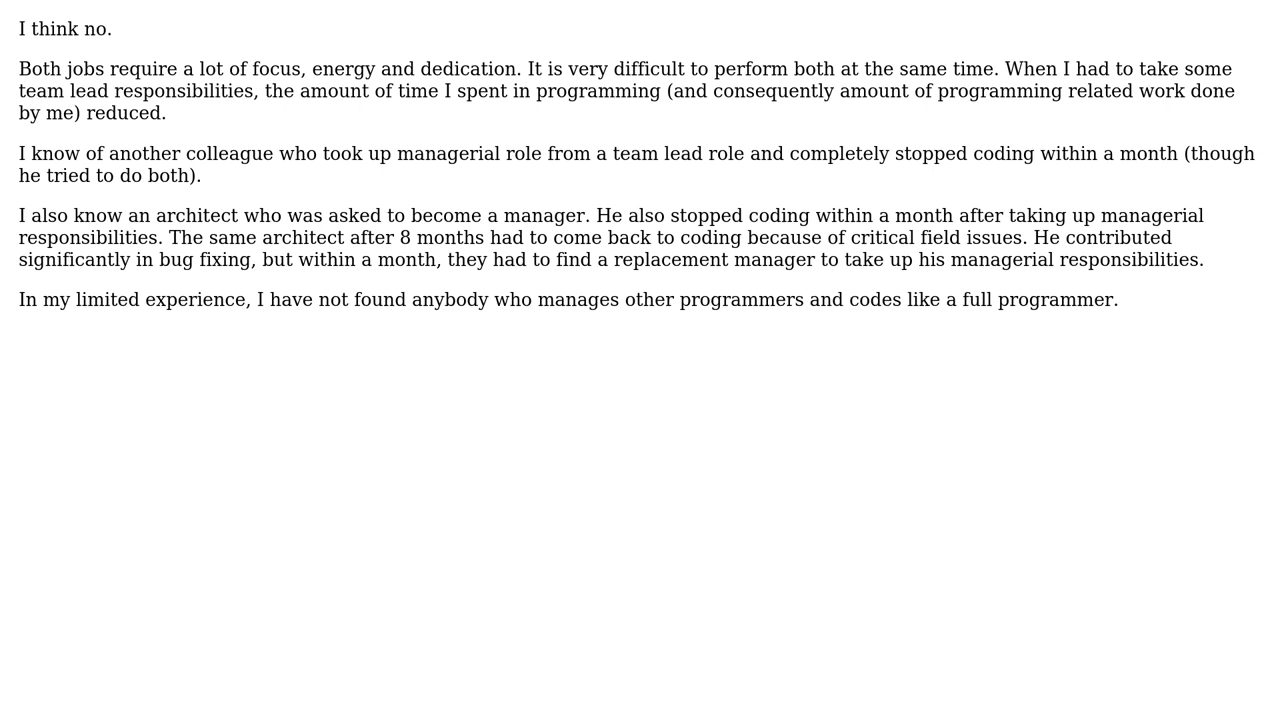 I think no.
Both jobs require a lot of focus, energy and dedication. It is very difficult to perform both at the same time. When I had to take some
team lead responsibilities, the amount of time I spent in programming (and consequently amount of programming related work done
by me) reduced.
I know of another colleague who took up managerial role from a team lead role and completely stopped coding within a month (though
he tried to do both).
I also know an architect who was asked to become a manager. He also stopped coding within a month after taking up managerial
responsibilities. The same architect after 8 months had to come back to coding because of critical field issues. He contributed
significantly in bug fixing, but within a month, they had to find a replacement manager to take up his managerial responsibilities.
In my limited experience, I have not found anybody who manages other programmers and codes like a full programmer.